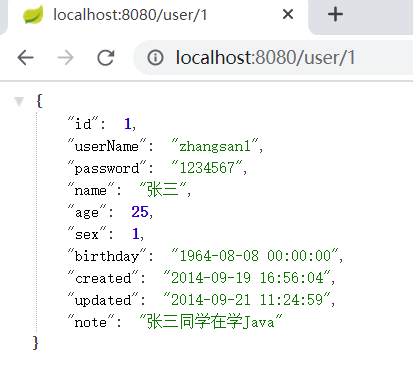 localhost:8080/user/1
localhost:8080/user/1
{
"id": 1,
"userName": "zhangsan1",
"password": "1234567",
"name": "张三",
"age": 25,
"sex": 1,
"birthday": "1964-08-08 00:00:00",
"created": "2014-09-19 16:56:04",
"updated": "2014-09-21 11:24:59",
"note": "张三同学在学Java"
}